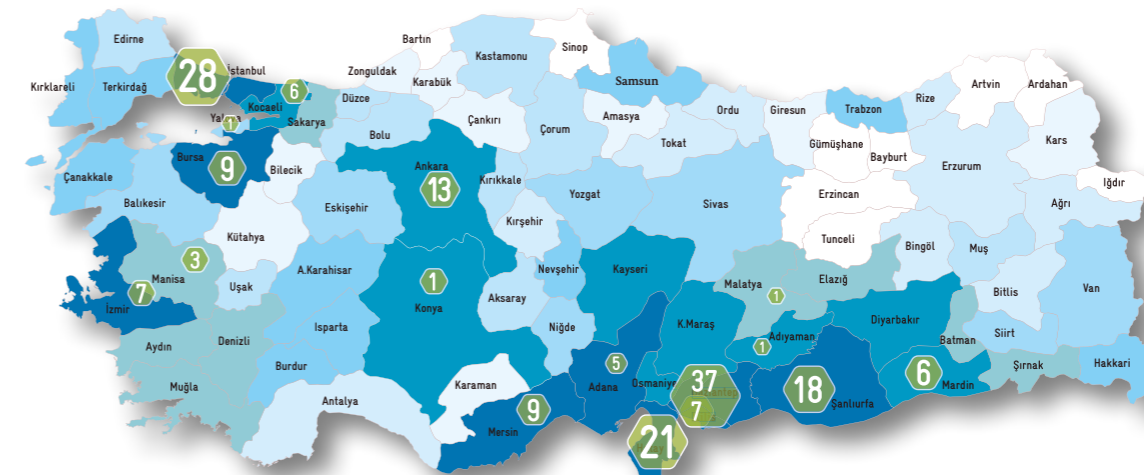 Bartın
Sinop
Edirne
Kastamonu
Zonguldak
Karabük
Samsun
Artvin
Ardahan
Kırklareli
Terkirdağ
28
İstanbul
6
Kocaeli
Düzce
Sakarya
Yalova
1
Bolu
Çankırı
Amasya
Çorum
Ordu
Giresun
Trabzon
Rize
Kars
Tokat
Gümüşhane
Bayburt
Erzurum
Iğdır
Bursa
9
Bilecik
Ankara
13
Kırıkkale
Çanakkale
Balıkesir
Eskişehir
Yozgat
Sivas
Erzincan
Ağrı
Kırşehir
Kütahya
Tunceli
Bingöl
Muş
3
Manisa
7
Uşak
A.Karahisar
1
Konya
Aksaray
Nevşehir
Kayseri
Malatya
1
Elazığ
Bitlis
Van
İzmir
Isparta
Niğde
K.Maraş
Adıyaman
1
Diyarbakır
Batman
Siirt
Aydın
Denizli
Burdur
Muğla
Antalya
Karaman
5
Adana
Osmaniye
37
7
18
Şanlıurfa
6
Mardin
Şırnak
Hakkari
9
Mersin
21